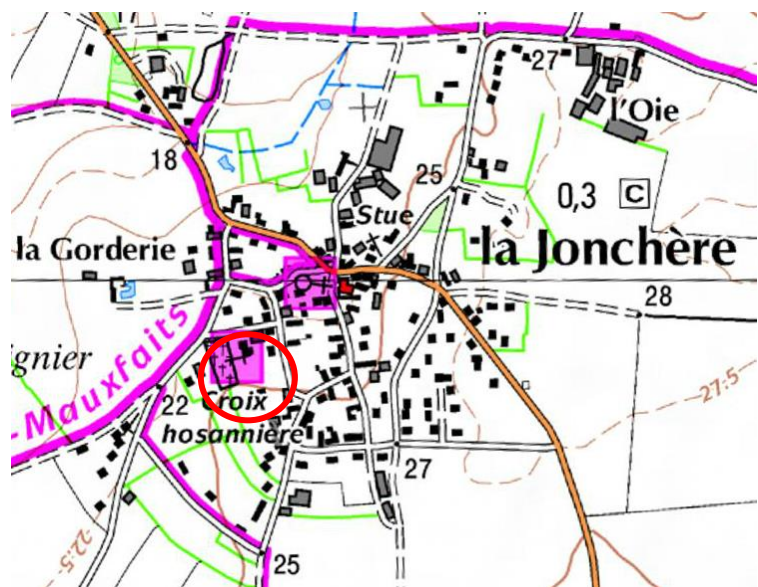 27
l'Oie
18
25
0,3 C
Stue
la Gorderie
la Jonchère
28
ignier
-Mauxfaits
22
Croix
hosannière
27:5
27
22:5
25